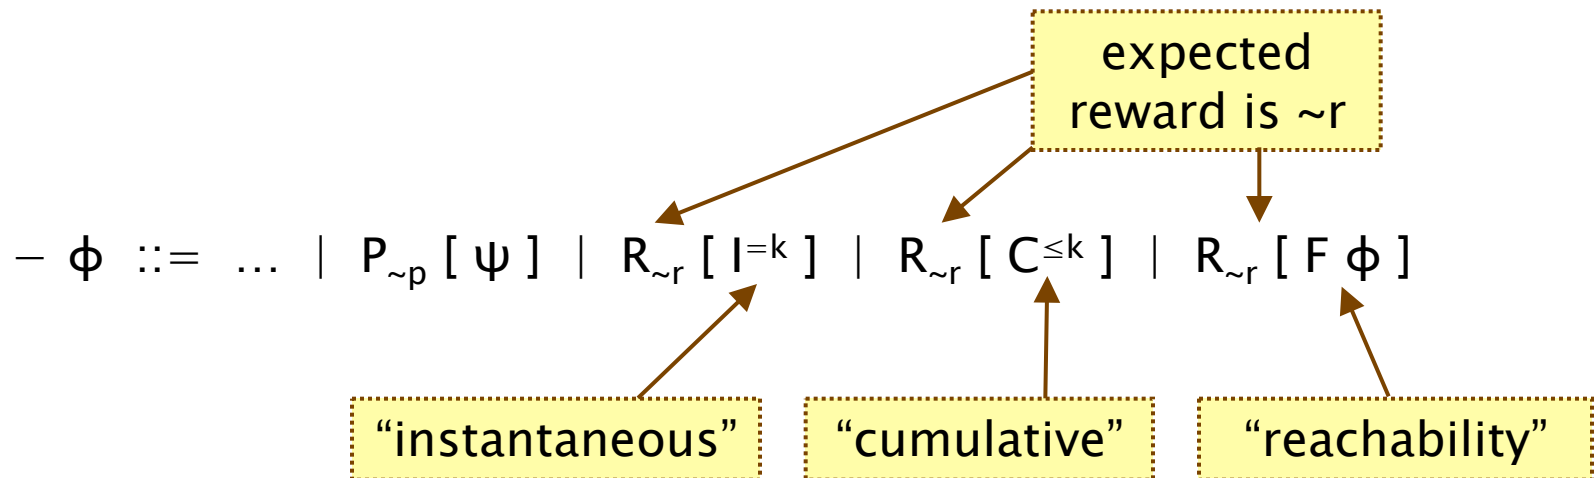 expected
reward is ~r
– ϕ ::= … | P~p [ ψ ] | R~r [ I=k ] | R~r [ C≤k ] | R~r [ F ϕ ]
“instantaneous” “cumulative” “reachability”